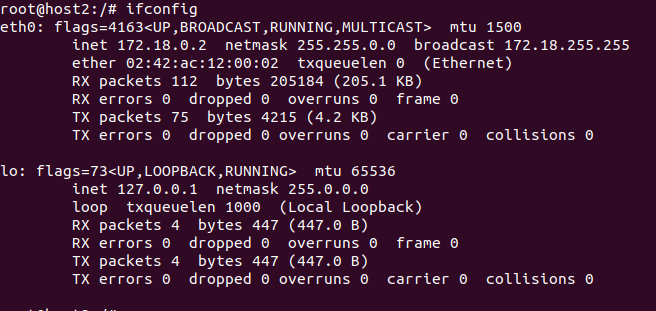 root@host2:/# ifconfig
eth0: flags=4163<UP,BROADCAST,RUNNING,MULTICAST>  mtu 1500
        inet 172.18.0.2  netmask 255.255.0.0  broadcast 172.18.255.255
        ether 02:42:ac:12:00:02  txqueuelen 0  (Ethernet)
        RX packets 112  bytes 205184 (205.1 KB)
        RX errors 0  dropped 0  overruns 0  frame 0
        TX packets 75  bytes 4215 (4.2 KB)
        TX errors 0  dropped 0 overruns 0  carrier 0  collisions 0

lo: flags=73<UP,LOOPBACK,RUNNING>  mtu 65536
        inet 127.0.0.1  netmask 255.0.0.0
        loop  txqueuelen 1000  (Local Loopback)
        RX packets 4  bytes 447 (447.0 B)
        RX errors 0  dropped 0  overruns 0  frame 0
        TX packets 4  bytes 447 (447.0 B)
        TX errors 0  dropped 0 overruns 0  carrier 0  collisions 0